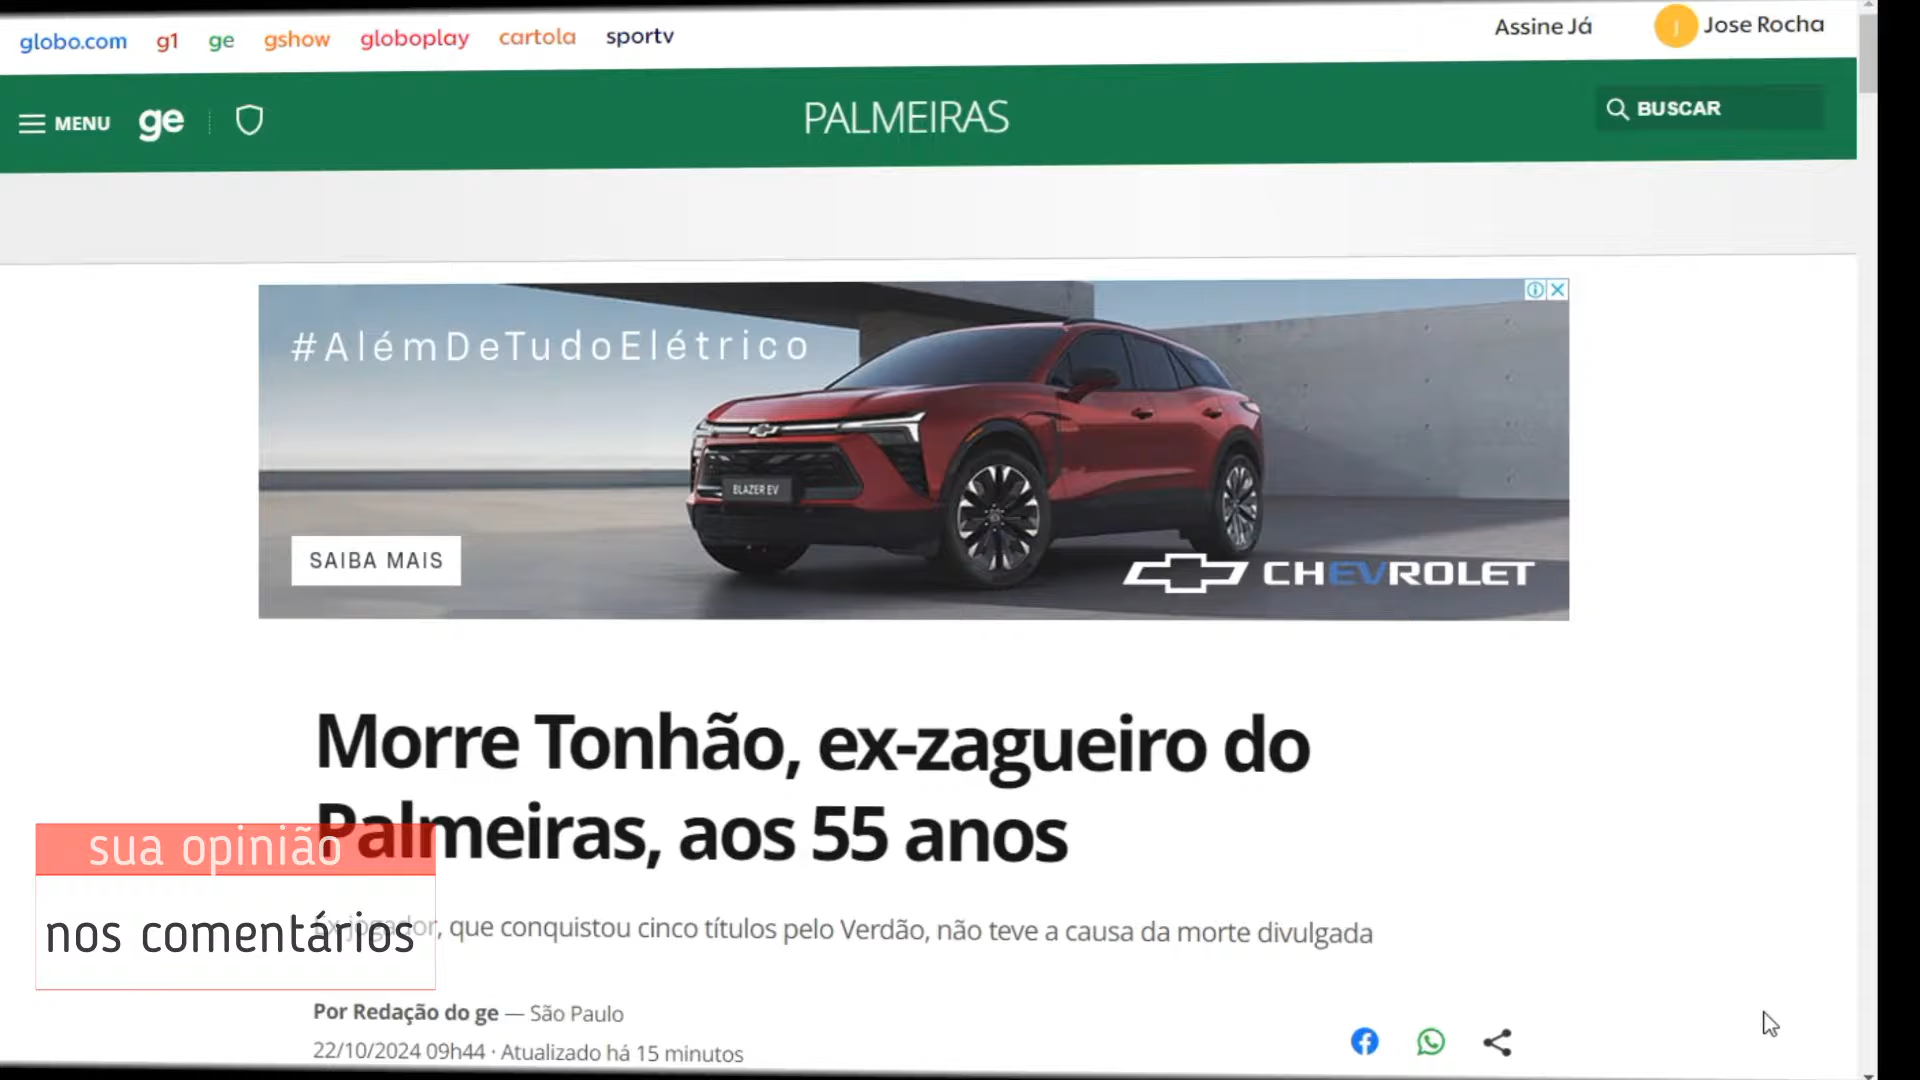 globo.com g1 ge gshow globoplay cartola sportv Assine Já J Jose Rocha
MENU ge PALMEIRAS BUSCAR
#AlémDeTudoElétrico
BLAZER EV
SAIBA MAIS
CHEVROLET
Morre Tonhão, ex-zagueiro do
Palmeiras, aos 55 anos
sua opinião
nos comentários
Ex-jogador, que conquistou cinco títulos pelo Verdão, não teve a causa da morte divulgada
Por Redação do ge — São Paulo
22/10/2024 09h44 · Atualizado há 15 minutos